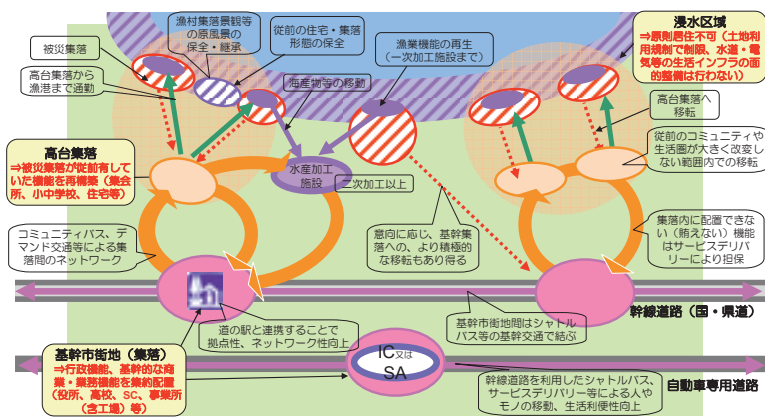 漁村集落景観等
の原風景の
保全・継承
従前の住宅・集落
形態の保全
被災集落
漁業機能の再生
(一次加工施設まで)
浸水区域
⇒原則居住不可(土地利
用規制で制限、水道・電
気等の生活インフラの面
的整備は行わない)
高台集落から
漁港まで通勤
海産物等の移動
高台集落へ
移転
高台集落
⇒被災集落が従前有してい
た機能を再構築(集会
所、小中学校、住宅等)
水産加工
施設
二次加工以上
従前のコミュニティや
生活圏が大きく改変し
ない範囲内での移転
コミュニティバス、デ
マンド交通等による集
落間のネットワーク
意向に応じ、基幹集
落への、より積極的
な移転もあり得る
集落内に配置できな
い(賄えない)機能
はサービスデリバ
リーにより担保
道の駅と連携することで
拠点性、ネットワーク性向上
基幹市街地間はシャトル
バス等の基幹交通で結ぶ
幹線道路(国・県道)
基幹市街地(集落)
⇒行政機能、基幹的な商
業・業務機能を集約配置
(役所、高校、SC、事業所
(含工場)等)
IC又は
SA
幹線道路を利用したシャトルバス、
サービスデリバリー等による人や
モノの移動、生活利便性向上
自動車専用道路